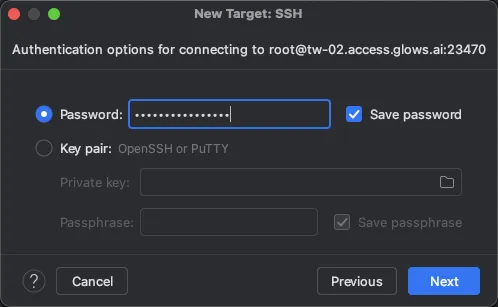 New Target: SSH
Authentication options for connecting to root@tw-02.access.glows.ai:23470
Password: •••••••••••••••• Save password
Key pair: OpenSSH or PuTTY
Private key:
Passphrase: Save passphrase
? Cancel Previous Next